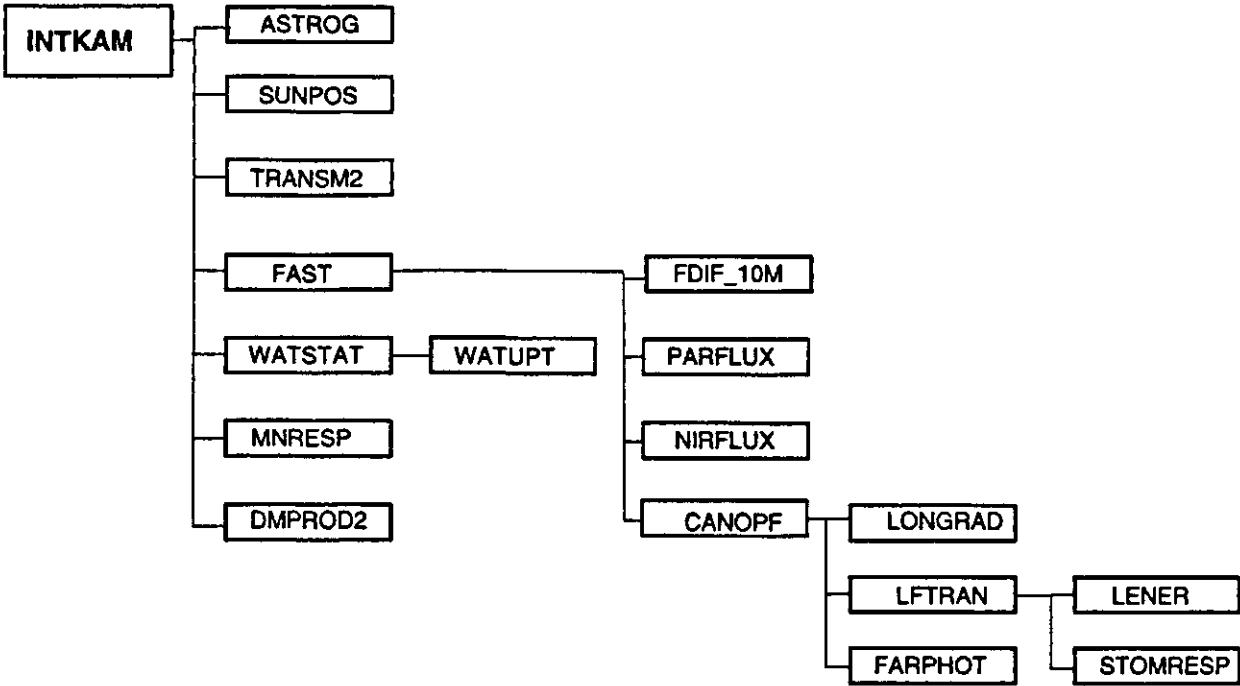 INTKAM
ASTROG
SUNPOS
TRANSM2
FAST
FDIF_10M
WATSTAT
WATUPT
PARFLUX
MNRESP
NIRFLUX
DMPROD2
CANOPF
LONGRAD
LFTRAN
LENER
FARPHOT
STOMRESP